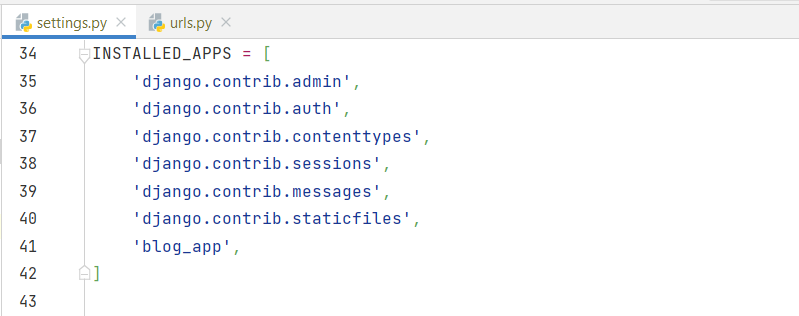 settings.py urls.py
34 INSTALLED_APPS = [
35 'django.contrib.admin',
36 'django.contrib.auth',
37 'django.contrib.contenttypes',
38 'django.contrib.sessions',
39 'django.contrib.messages',
40 'django.contrib.staticfiles',
41 'blog_app',
42 ]
43